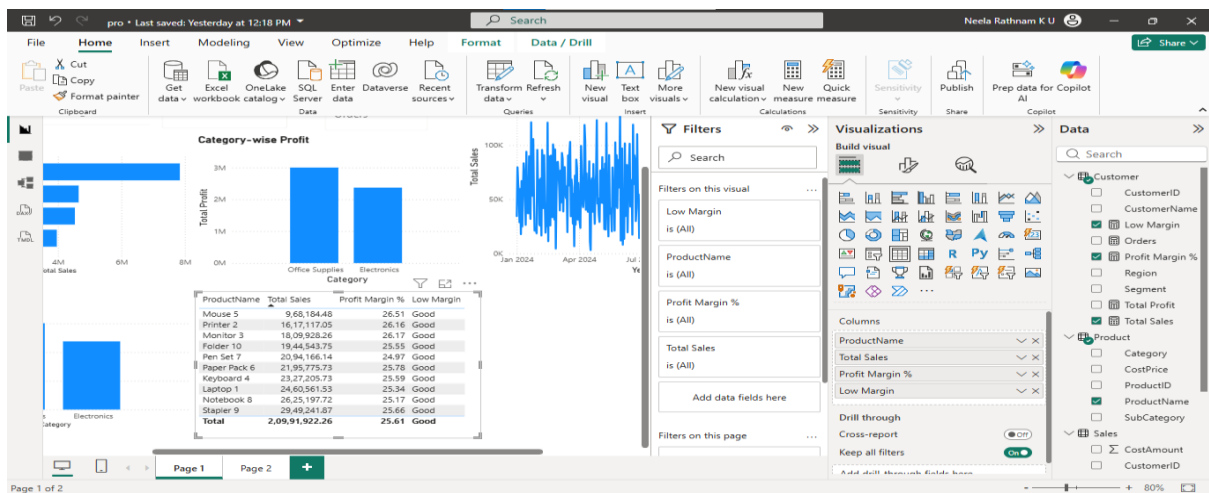 pro • Last saved: Yesterday at 12:18 PM
Search
Neela Rathnam K U
File Home Insert Modeling View Optimize Help Format Data / Drill
Share
Paste
Cut
Copy
Format painter
Clipboard
Get data
Excel workbook
OneLake catalog
SQL Server
Enter data
Dataverse
Recent sources
Data
Transform data
Refresh
Queries
New visual
Text box
More visuals
Insert
New visual calculation
New measure
Quick measure
Calculations
Sensitivity
Sensitivity
Publish
Share
Prep data for AI
Copilot
Copilot
DAX
TMDL
Orders
Category-wise Profit
3M
2M
1M
0M
Total Profit
Office Supplies Electronics
Category
4M 6M 8M
otal Sales
100K
50K
0K
Total Sales
Jan 2024 Apr 2024 Jul
Ye
s Electronics
ategory
ProductName Total Sales Profit Margin % Low Margin
Mouse 5 9,68,184.48 26.51 Good
Printer 2 16,17,117.05 26.16 Good
Monitor 3 18,09,928.26 26.17 Good
Folder 10 19,44,543.75 25.55 Good
Pen Set 7 20,94,166.14 24.97 Good
Paper Pack 6 21,95,775.73 25.78 Good
Keyboard 4 23,27,205.73 25.59 Good
Laptop 1 24,60,561.53 25.34 Good
Notebook 8 26,25,197.72 25.17 Good
Stapler 9 29,49,241.87 25.66 Good
Total 2,09,91,922.26 25.61 Good
Filters
Search
Filters on this visual ...
Low Margin
is (All)
ProductName
is (All)
Profit Margin %
is (All)
Total Sales
is (All)
Add data fields here
Filters on this page ...
Visualizations
Build visual
R Py
...
Columns
ProductName
Total Sales
Profit Margin %
Low Margin
Drill through
Cross-report Off
Keep all filters On
Add drill-through fields here
Data
Search
Customer
CustomerID
CustomerName
Low Margin
Orders
Profit Margin %
Region
Segment
Total Profit
Total Sales
Product
Category
CostPrice
ProductID
ProductName
SubCategory
Sales
CostAmount
CustomerID
Page 1 Page 2 +
Page 1 of 2
- + 80%